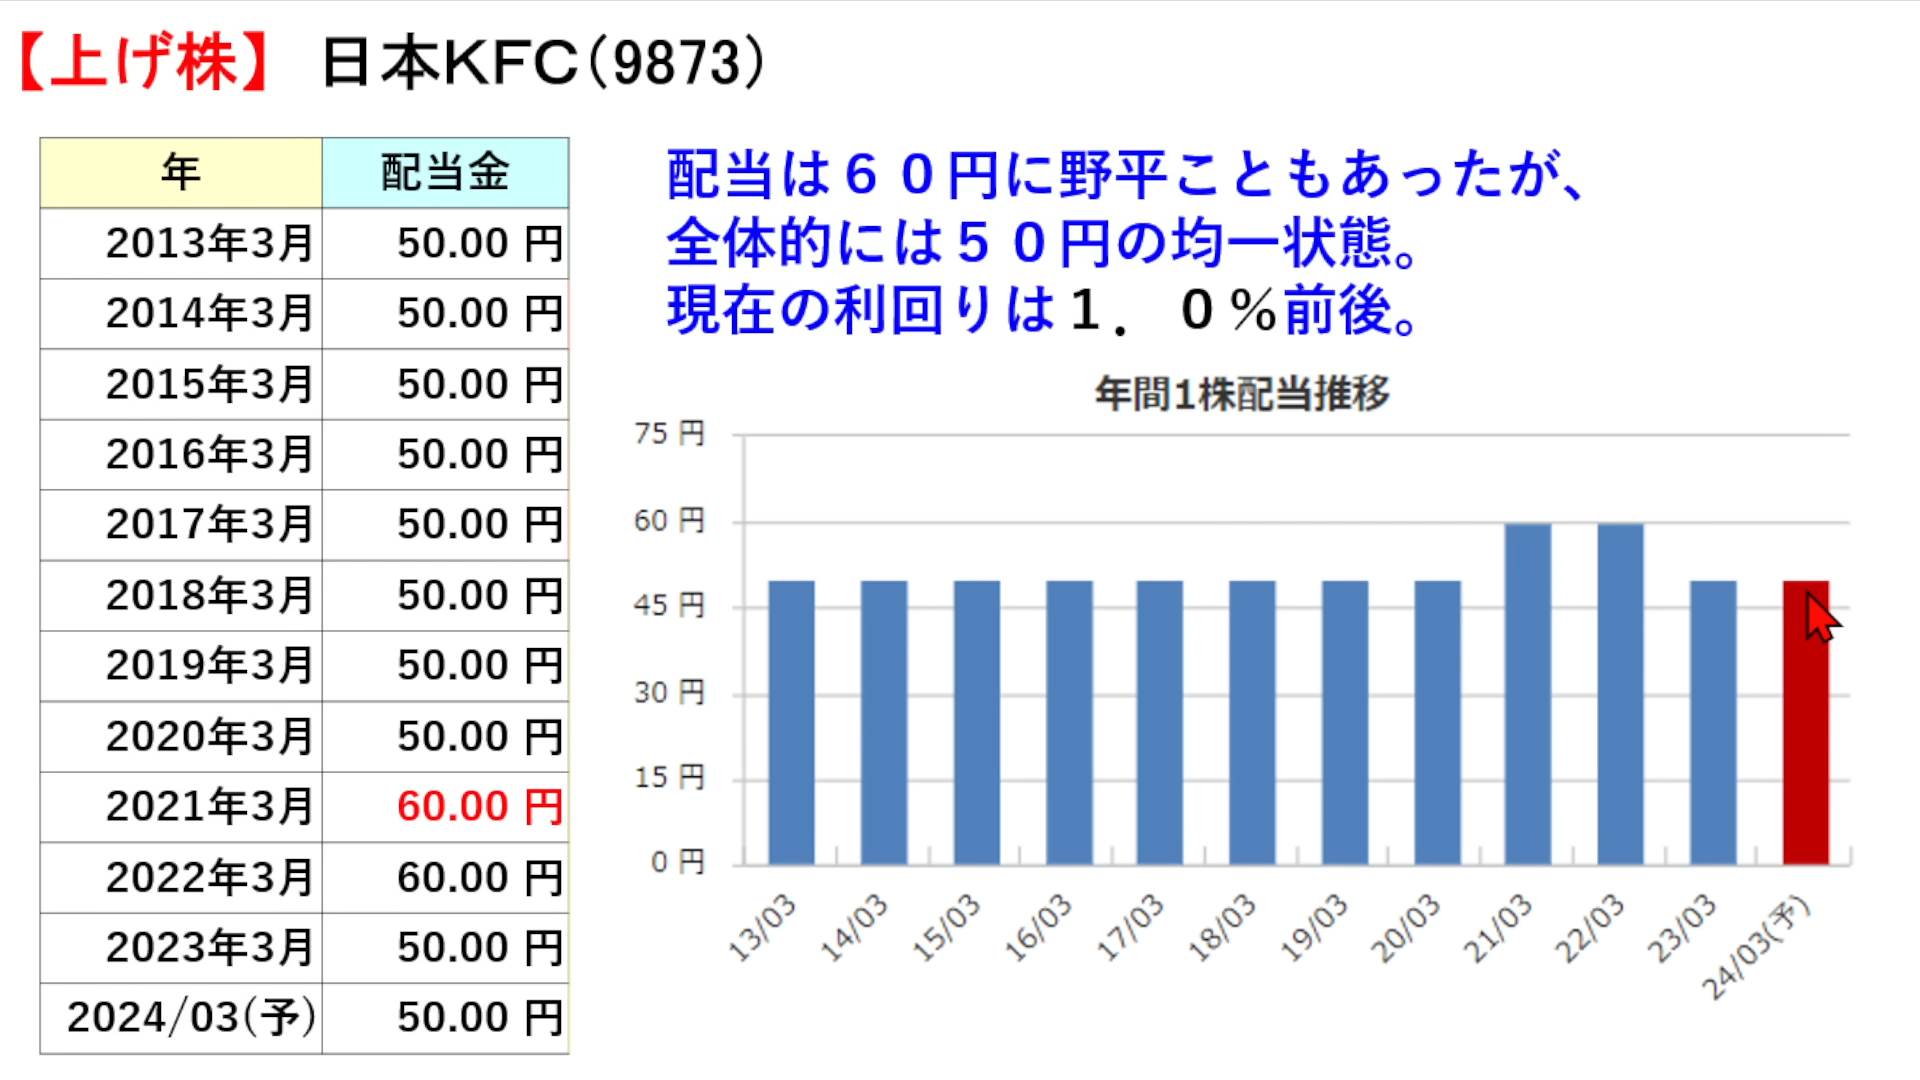 【上げ株】 日本KFC（9873）
年 配当金
2013年3月 50.00 円
2014年3月 50.00 円
2015年3月 50.00 円
2016年3月 50.00 円
2017年3月 50.00 円
2018年3月 50.00 円
2019年3月 50.00 円
2020年3月 50.00 円
2021年3月 60.00 円
2022年3月 60.00 円
2023年3月 50.00 円
2024/03(予) 50.00 円
配当は６０円に野平こともあったが、
全体的には５０円の均一状態。
現在の利回りは１．０％前後。
年間1株配当推移
75 円
60 円
45 円
30 円
15 円
0 円
13/03 14/03 15/03 16/03 17/03 18/03 19/03 20/03 21/03 22/03 23/03 24/03(予)